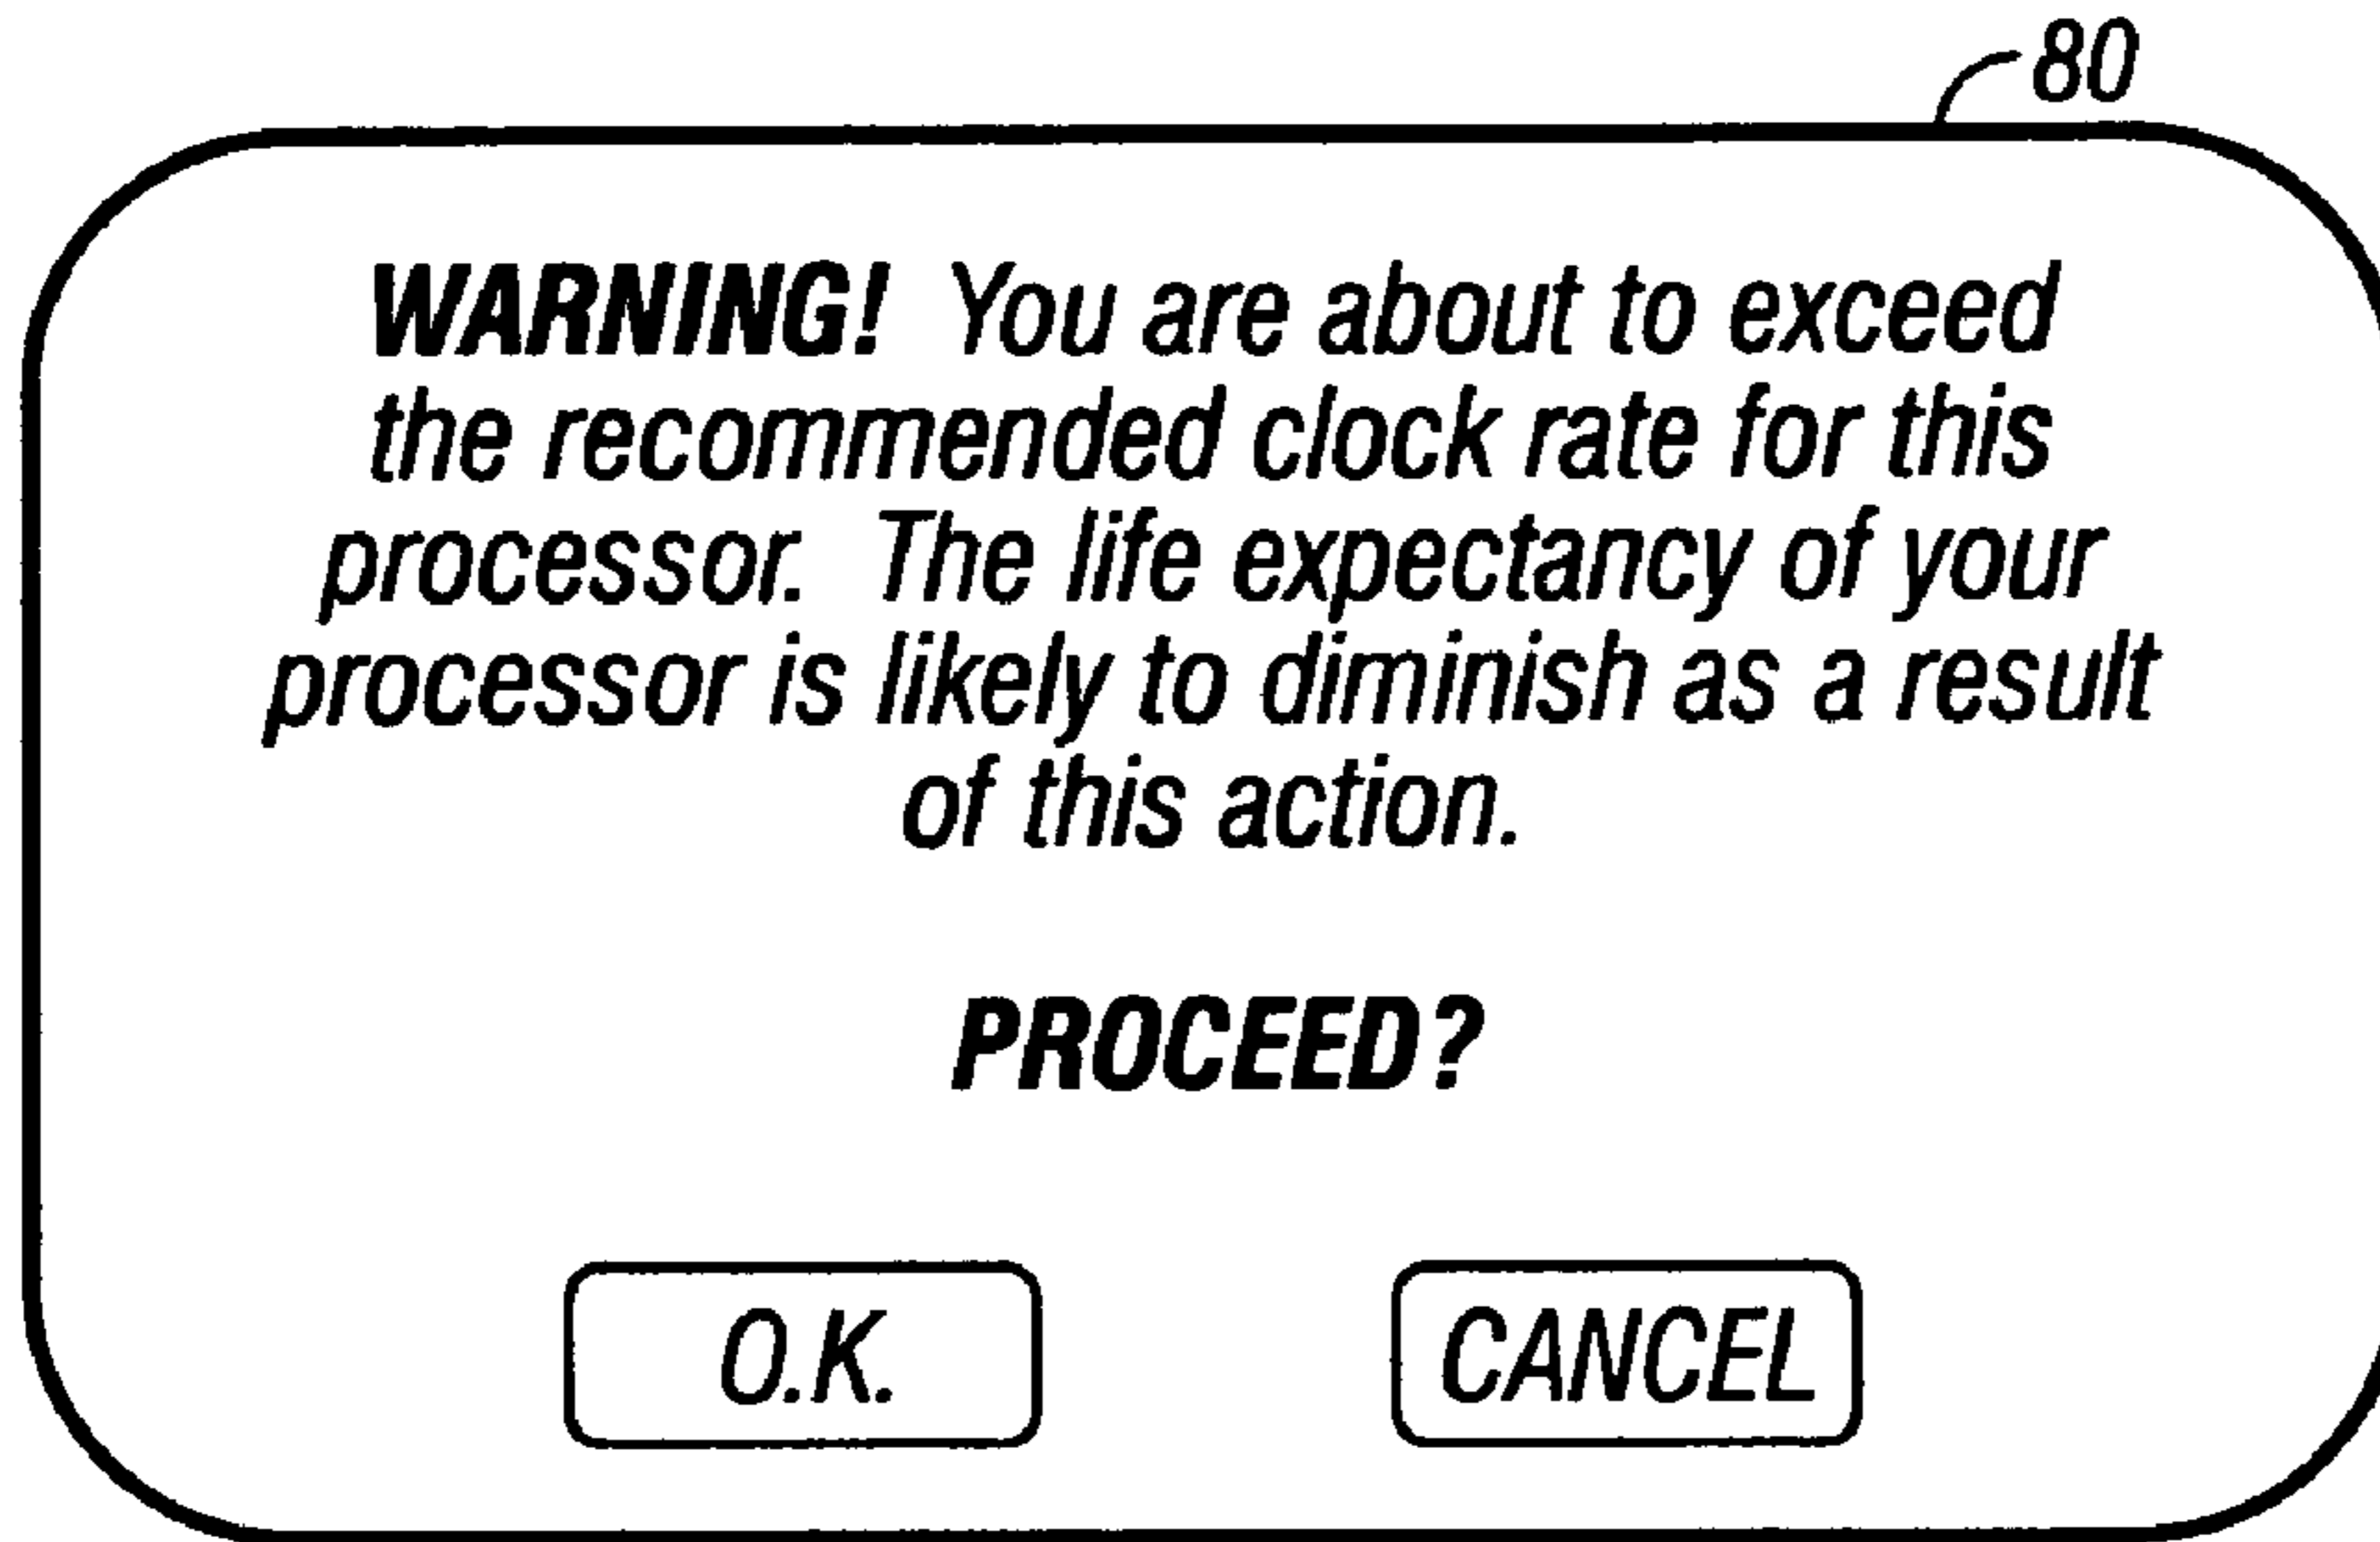 80
WARNING! You are about to exceed
the recommended clock rate for this
processor. The life expectancy of your
processor is likely to diminish as a result
of this action.
PROCEED?
O.K. CANCEL